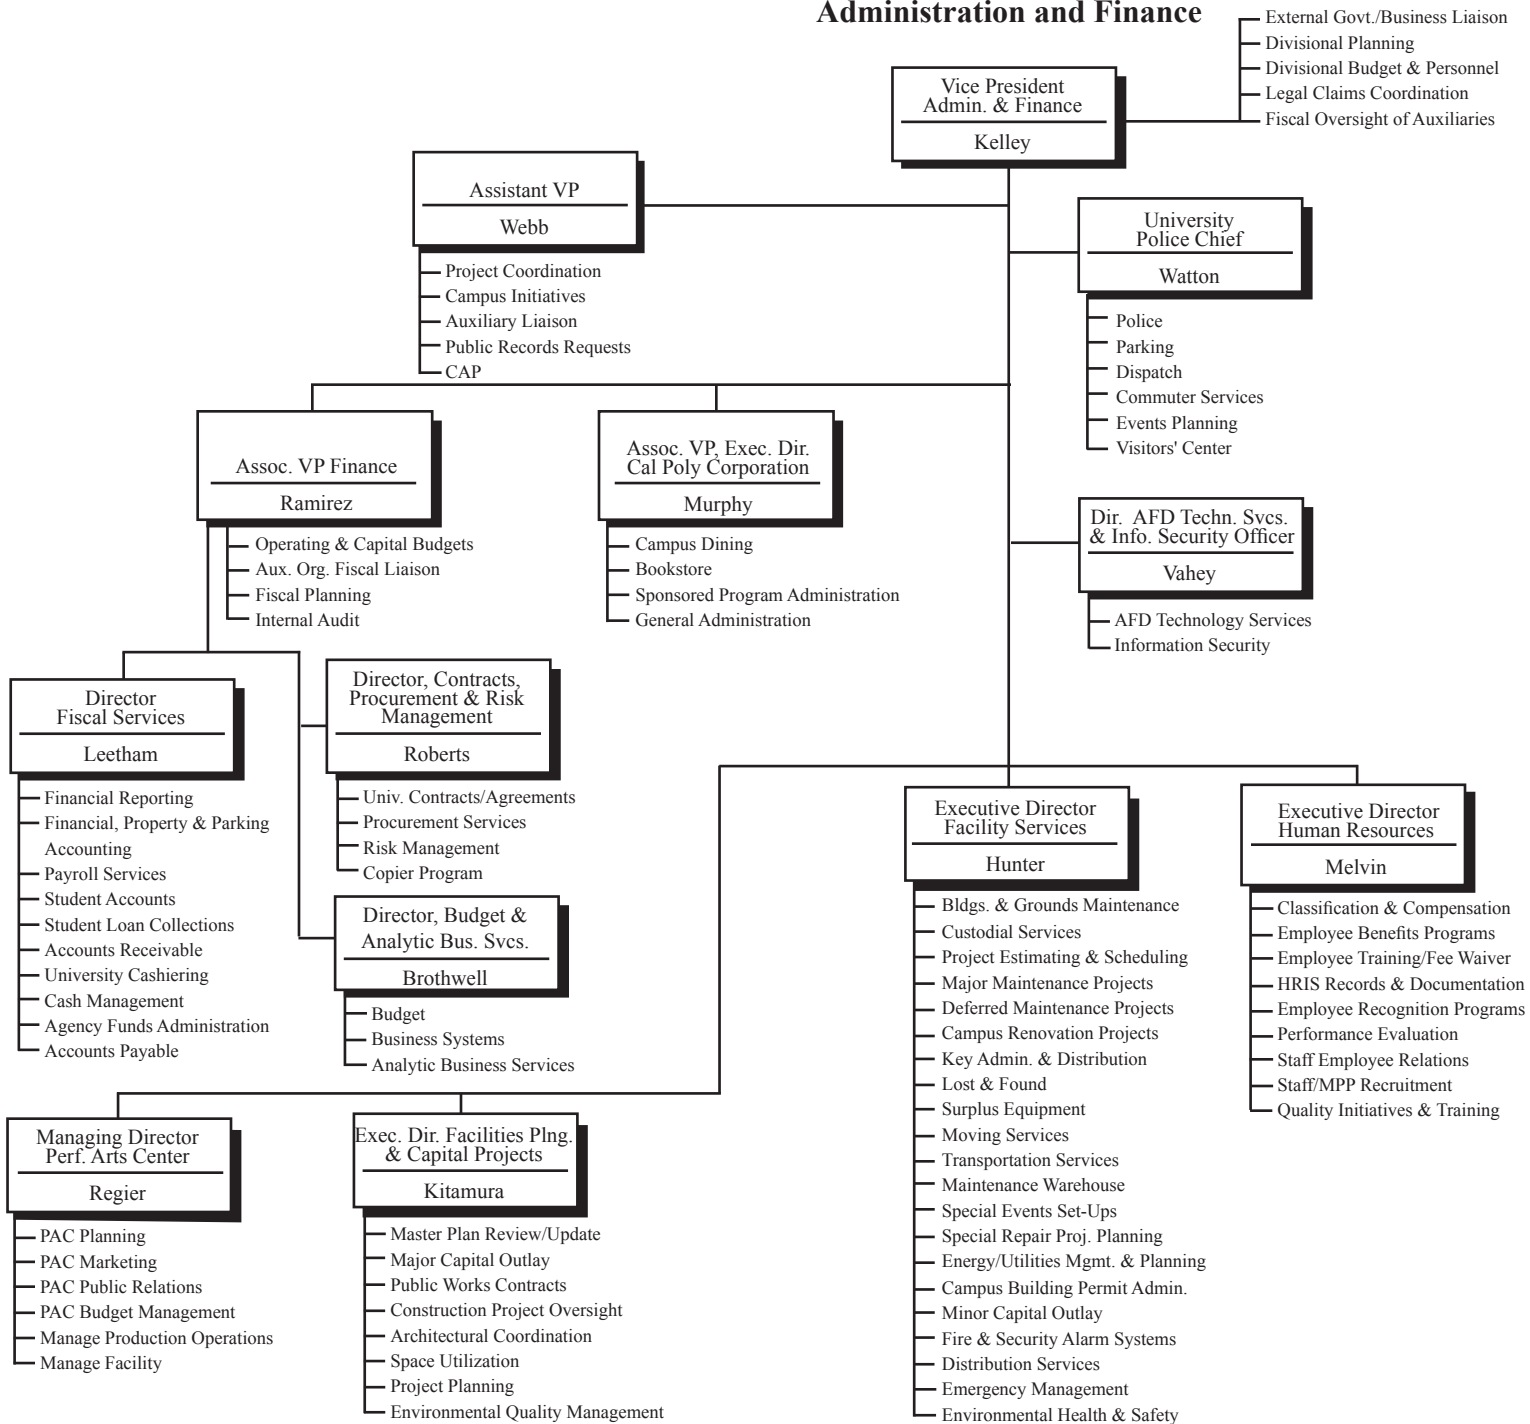 Administration and Finance
Vice President
Admin. & Finance
Kelley
External Govt./Business Liaison
Divisional Planning
Divisional Budget & Personnel
Legal Claims Coordination
Fiscal Oversight of Auxiliaries
Assistant VP
Webb
Project Coordination
Campus Initiatives
Auxiliary Liaison
Public Records Requests
CAP
University
Police Chief
Watton
Police
Parking
Dispatch
Commuter Services
Events Planning
Visitors' Center
Assoc. VP Finance
Ramirez
Operating & Capital Budgets
Aux. Org. Fiscal Liaison
Fiscal Planning
Internal Audit
Assoc. VP, Exec. Dir.
Cal Poly Corporation
Murphy
Campus Dining
Bookstore
Sponsored Program Administration
General Administration
Dir. AFD Techn. Svcs.
& Info. Security Officer
Vahey
AFD Technology Services
Information Security
Director
Fiscal Services
Leetham
Financial Reporting
Financial, Property & Parking
Accounting
Payroll Services
Student Accounts
Student Loan Collections
Accounts Receivable
University Cashiering
Cash Management
Agency Funds Administration
Accounts Payable
Director, Contracts,
Procurement & Risk
Management
Roberts
Univ. Contracts/Agreements
Procurement Services
Risk Management
Copier Program
Director, Budget &
Analytic Bus. Svcs.
Brothwell
Budget
Business Systems
Analytic Business Services
Executive Director
Facility Services
Hunter
Bldgs. & Grounds Maintenance
Custodial Services
Project Estimating & Scheduling
Major Maintenance Projects
Deferred Maintenance Projects
Campus Renovation Projects
Key Admin. & Distribution
Lost & Found
Surplus Equipment
Moving Services
Transportation Services
Maintenance Warehouse
Special Events Set-Ups
Special Repair Proj. Planning
Energy/Utilities Mgmt. & Planning
Campus Building Permit Admin.
Minor Capital Outlay
Fire & Security Alarm Systems
Distribution Services
Emergency Management
Environmental Health & Safety
Executive Director
Human Resources
Melvin
Classification & Compensation
Employee Benefits Programs
Employee Training/Fee Waiver
HRIS Records & Documentation
Employee Recognition Programs
Performance Evaluation
Staff Employee Relations
Staff/MPP Recruitment
Quality Initiatives & Training
Managing Director
Perf. Arts Center
Regier
PAC Planning
PAC Marketing
PAC Public Relations
PAC Budget Management
Manage Production Operations
Manage Facility
Exec. Dir. Facilities Plng.
& Capital Projects
Kitamura
Master Plan Review/Update
Major Capital Outlay
Public Works Contracts
Construction Project Oversight
Architectural Coordination
Space Utilization
Project Planning
Environmental Quality Management